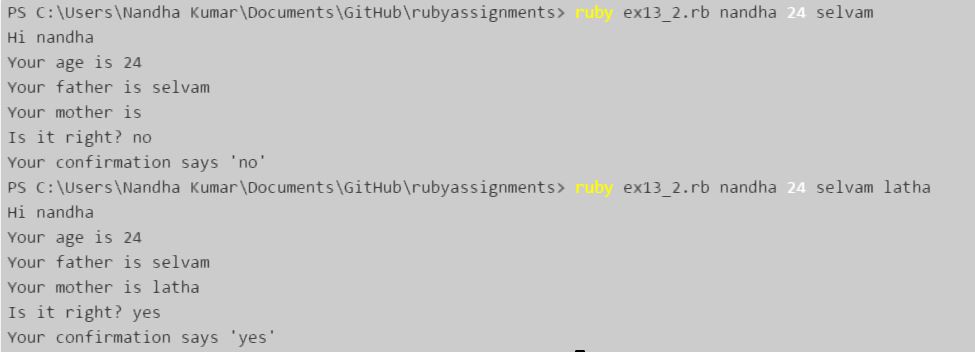 PS C:\Users\Nandha Kumar\Documents\GitHub\rubyassignments> ruby ex13_2.rb nandha 24 selvam
Hi nandha
Your age is 24
Your father is selvam
Your mother is
Is it right? no
Your confirmation says 'no'
PS C:\Users\Nandha Kumar\Documents\GitHub\rubyassignments> ruby ex13_2.rb nandha 24 selvam latha
Hi nandha
Your age is 24
Your father is selvam
Your mother is latha
Is it right? yes
Your confirmation says 'yes'